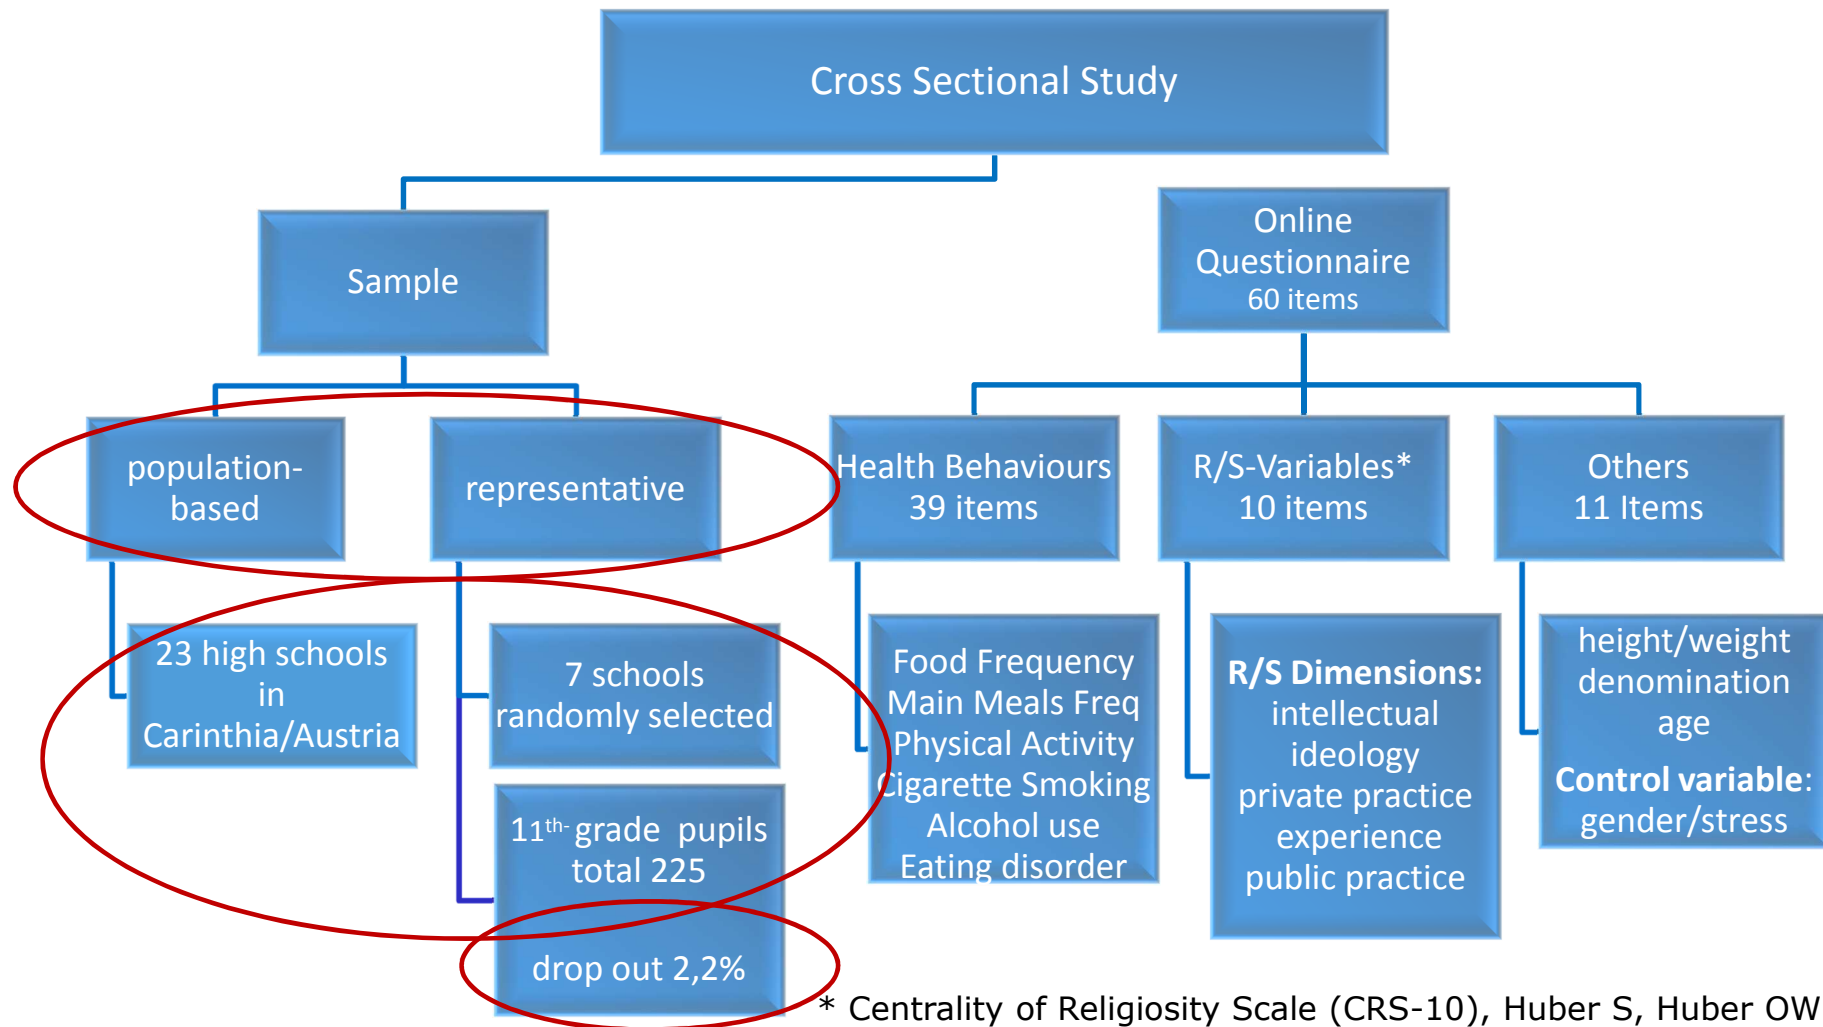 Cross Sectional Study
Sample
Online
Questionnaire
60 items
population-
based
representative
Health Behaviours
39 items
R/S-Variables*
10 items
Others
11 Items
23 high schools
in
Carinthia/Austria
7 schools
randomly selected
11th- grade pupils
total 225
drop out 2,2%
Food Frequency
Main Meals Freq
Physical Activity
Cigarette Smoking
Alcohol use
Eating disorder
R/S Dimensions:
intellectual
ideology
private practice
experience
public practice
height/weight
denomination
age
Control variable:
gender/stress
* Centrality of Religiosity Scale (CRS-10), Huber S, Huber OW